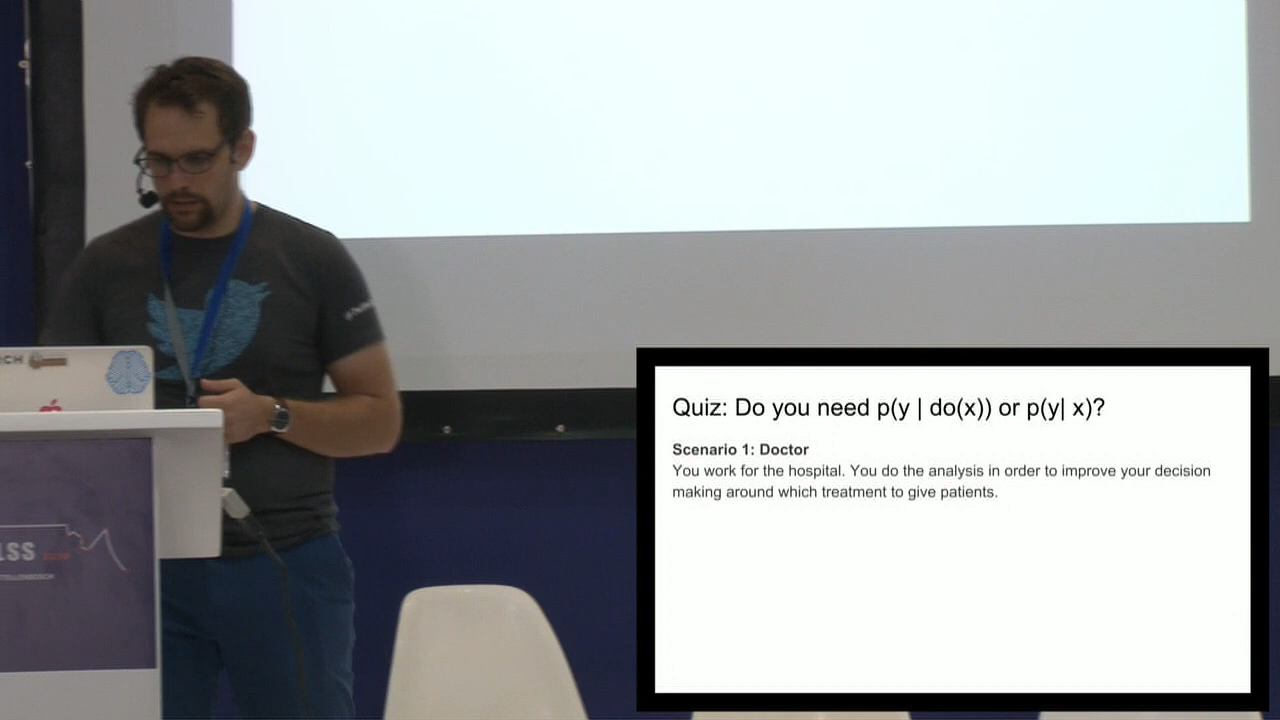 Quiz: Do you need p(y | do(x)) or p(y| x)?
Scenario 1: Doctor
You work for the hospital. You do the analysis in order to improve your decision
making around which treatment to give patients.